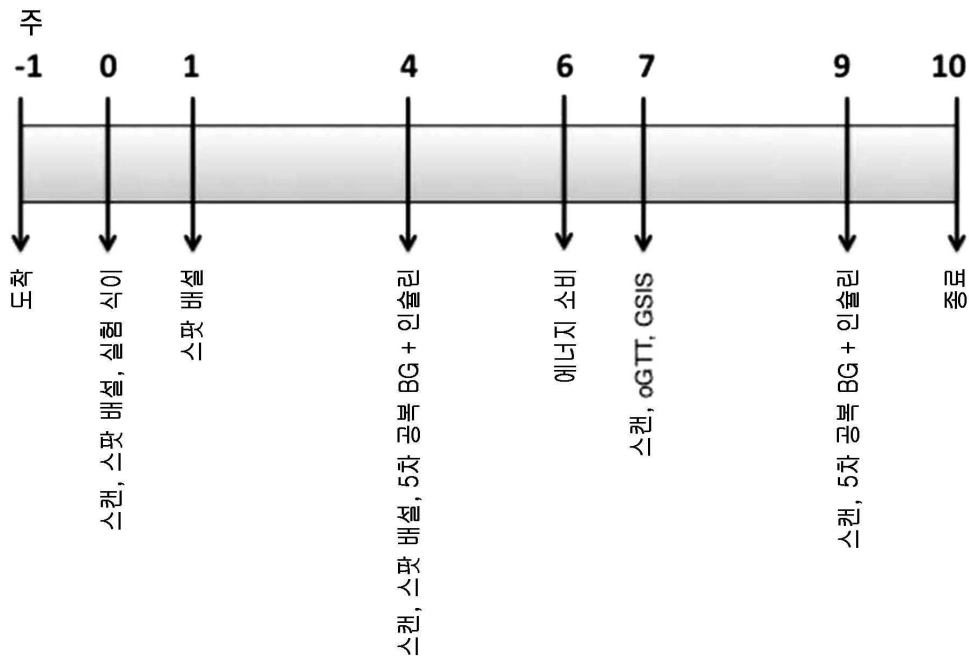 주
-1 0 1 4 6 7 9 10
도착
스캔, 스팟 배설, 실험 식이
스팟 배설
스캔, 스팟 배설, 5차 공복 BG + 인슐린
에너지 소비
스캔, oGTT, GSIS
스캔, 5차 공복 BG + 인슐린
종료